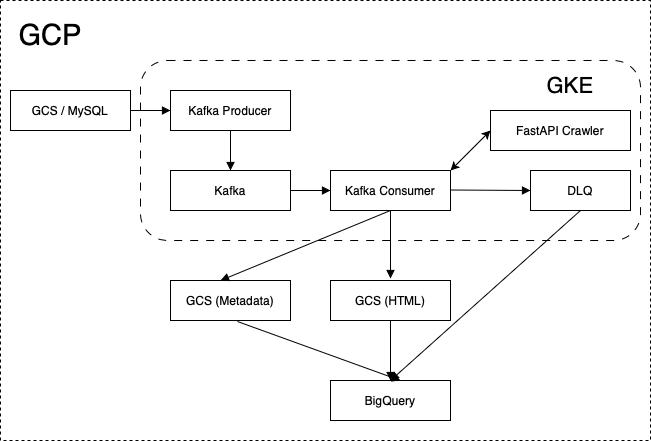 GCP
GKE
GCS / MySQL
Kafka Producer
FastAPI Crawler
Kafka
Kafka Consumer
DLQ
GCS (Metadata)
GCS (HTML)
BigQuery